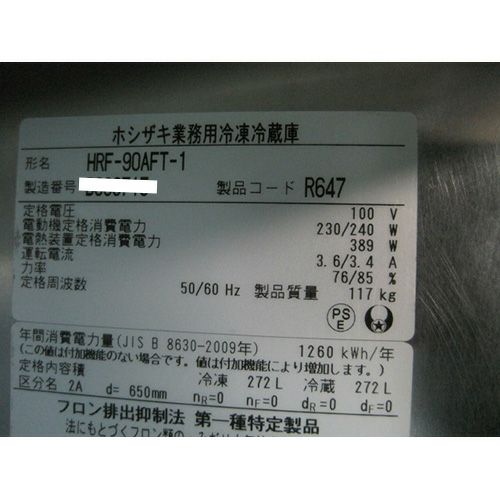 ホシザキ業務用冷凍冷蔵庫
形名 HRF-90AFT-1
製造番号 製品コード R647
定格電圧 100 V
電動機定格消費電力 230/240 W
電熱装置定格消費電力 389 W
運転電流 3.6/3.4 A
力率 76/85 %
定格周波数 50/60 Hz 製品質量 117 kg
PS
E
年間消費電力量(JIS B 8630-2009年) 1260 kWh/年
(この値は付加機能のない場合です。値は付加機能により増加します。)
定格内容積 冷凍 272 L 冷蔵 272 L
区分名 2A d= 650mm nR=0 nF=0 dR=0 dF=0
フロン排出抑制法 第一種特定製品